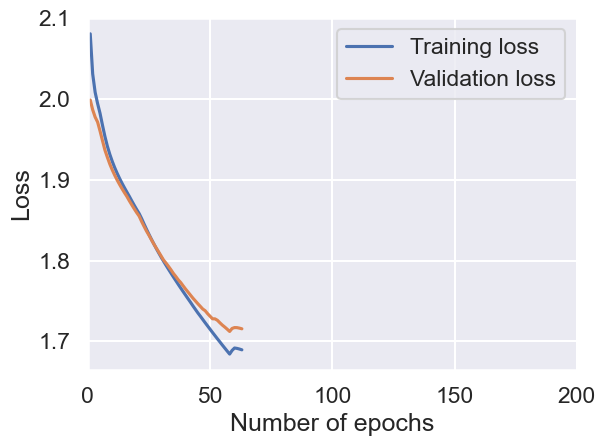 2.1
2.0
1.9
1.8
1.7
Loss
Training loss
Validation loss
0 50 100 150 200
Number of epochs